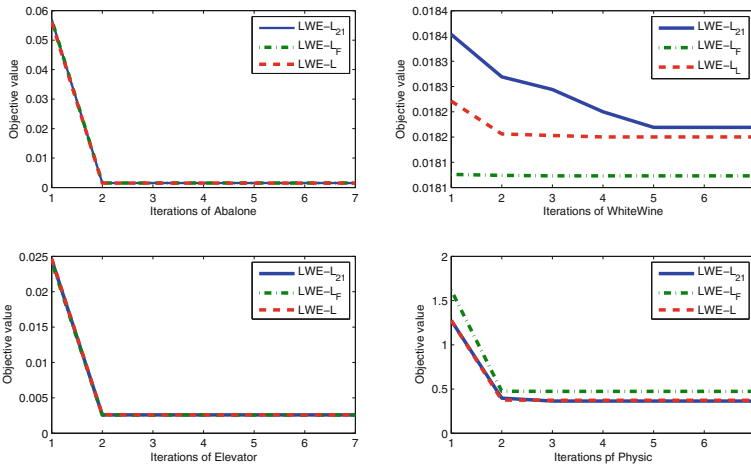 0.06
0.05
0.04
0.03
0.02
0.01
0
1 2 3 4 5 6 7
Objective value
Iterations of Abalone
LWE-L21
LWE-LF
LWE-L
0.0184
0.0184
0.0183
0.0183
0.0182
0.0182
0.0181
0.0181
1 2 3 4 5 6
Objective value
Iterations of WhiteWine
LWE-L21
LWE-LF
LWE-LL
0.025
0.02
0.015
0.01
0.005
0
1 2 3 4 5 6 7
Objective value
Iterations of Elevator
LWE-L21
LWE-LF
LWE-L
2
1.5
1
0.5
0
1 2 3 4 5 6
Objective value
Iterations pf Physic
LWE-L21
LWE-LF
LWE-L